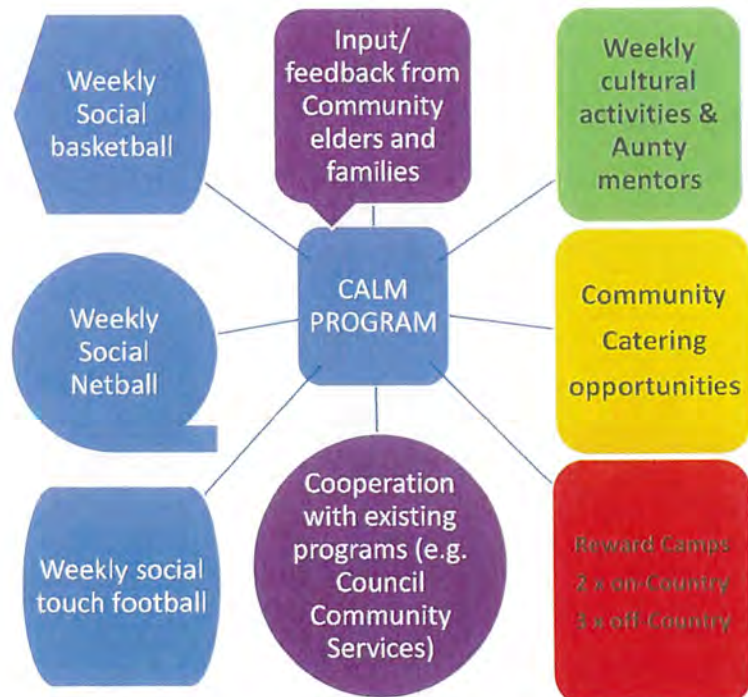 Weekly
Social
basketball
Input/
feedback from
Community
elders and
families
Weekly
cultural
activities &
Aunty
mentors
Weekly
Social
Netball
CALM
PROGRAM
Community
Catering
opportunities
Weekly social
touch football
Cooperation
with existing
programs (e.g.
Council
Community
Services)
Reward Camps
2 x on-Country
x off-Country